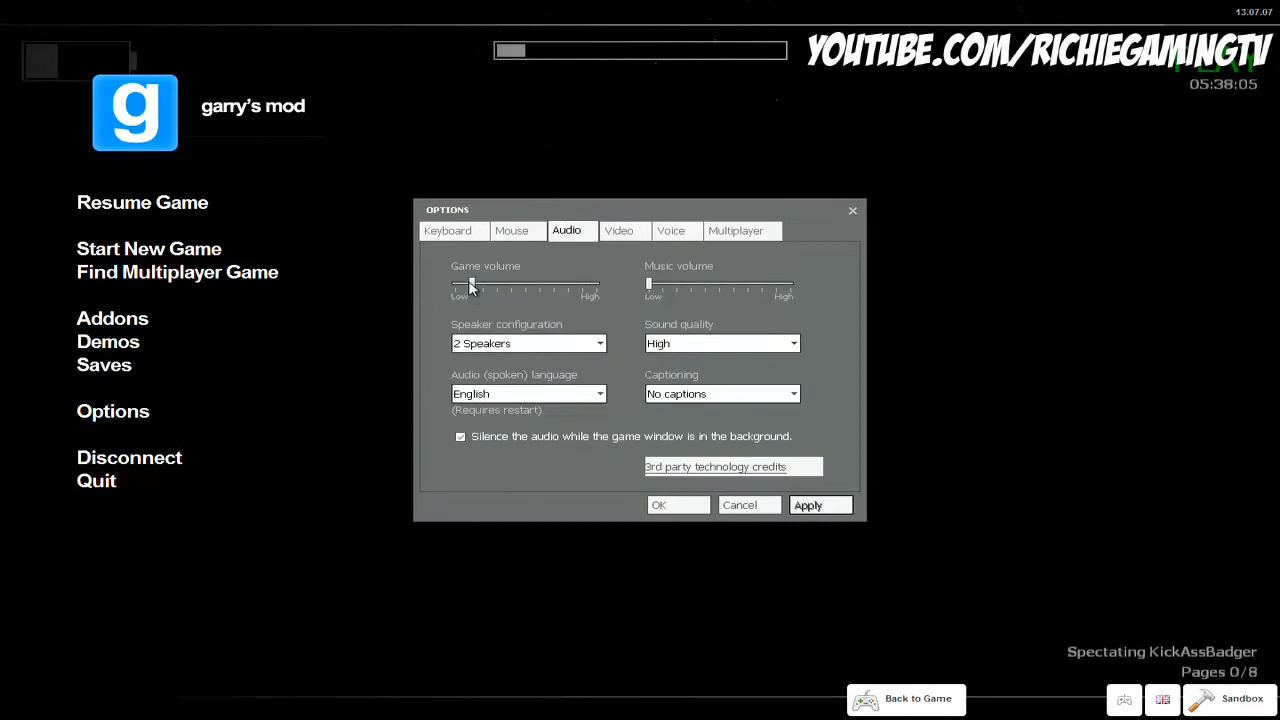 13.07.07
YOUTUBE.COM/RICHIEGAMINGTV
PLAY
05:38:05
g
garry's mod
Resume Game
Start New Game
Find Multiplayer Game
Addons
Demos
Saves
Options
Disconnect
Quit
OPTIONS
Keyboard Mouse Audio Video Voice Multiplayer
Game volume Music volume
Low High Low High
Speaker configuration Sound quality
2 Speakers High
Audio (spoken) language Captioning
English No captions
(Requires restart)
Silence the audio while the game window is in the background.
3rd party technology credits
OK Cancel Apply
Spectating KickAssBadger
Pages 0/8
Back to Game Sandbox